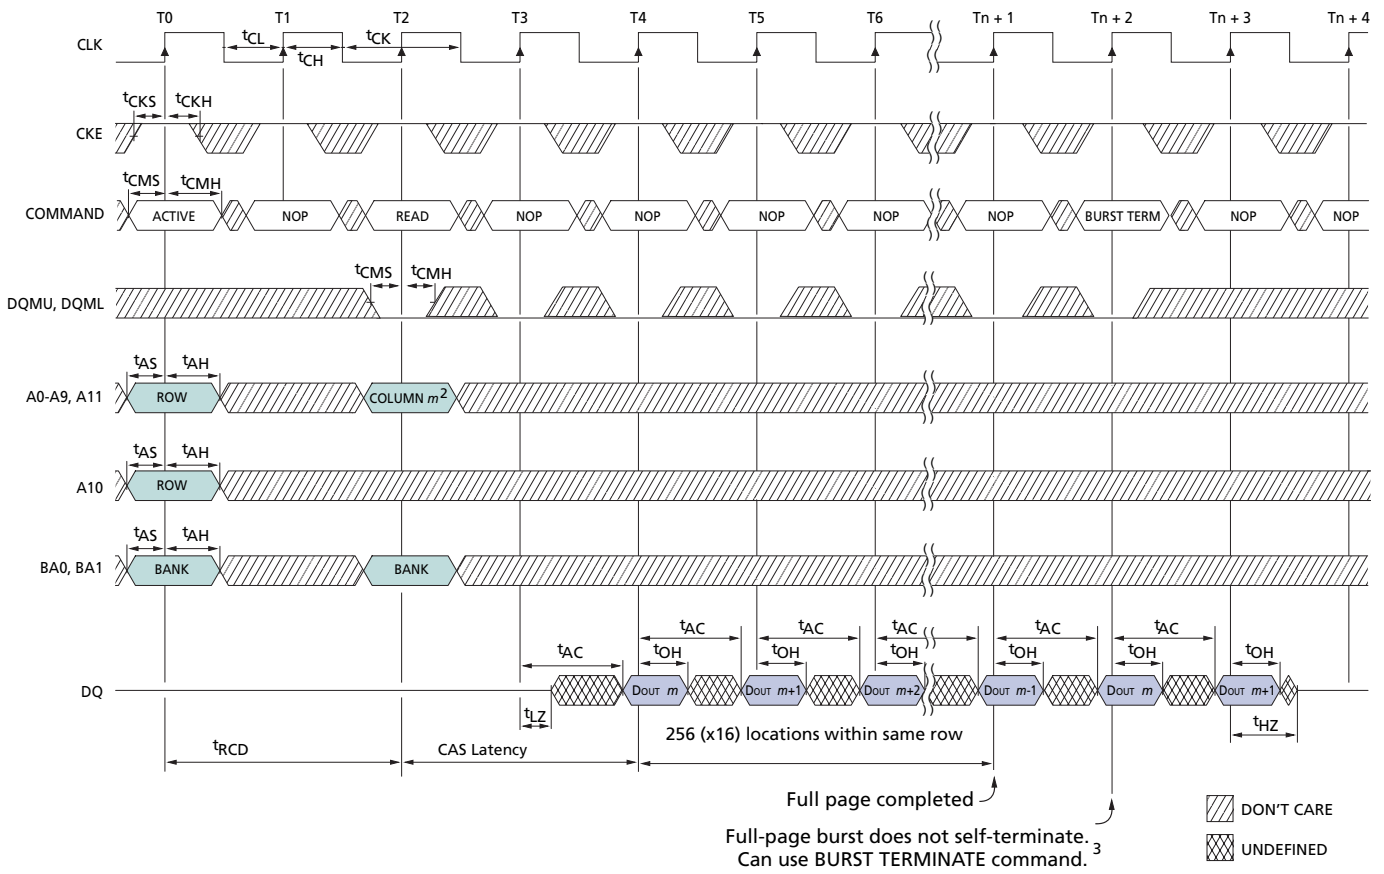 T0 T1 T2 T3 T4 T5 T6 Tn + 1 Tn + 2 Tn + 3 Tn + 4
CLK tCL tCH tCK
tCKS tCKH
CKE
tCMS tCMH
COMMAND ACTIVE NOP READ NOP NOP NOP NOP NOP BURST TERM NOP NOP
tCMS tCMH
DQMU, DQML
tAS tAH
A0-A9, A11 ROW COLUMN m2
tAS tAH
A10 ROW
tAS tAH
BA0, BA1 BANK BANK
tAC tAC tAC tAC tAC tAC
tOH tOH tOH tOH tOH tOH
DQ DOUT m DOUT m+1 DOUT m+2 DOUT m-1 DOUT m DOUT m+1
tLZ tHZ
256 (x16) locations within same row
tRCD CAS Latency
Full page completed
Full-page burst does not self-terminate.
Can use BURST TERMINATE command. 3
DON'T CARE
UNDEFINED